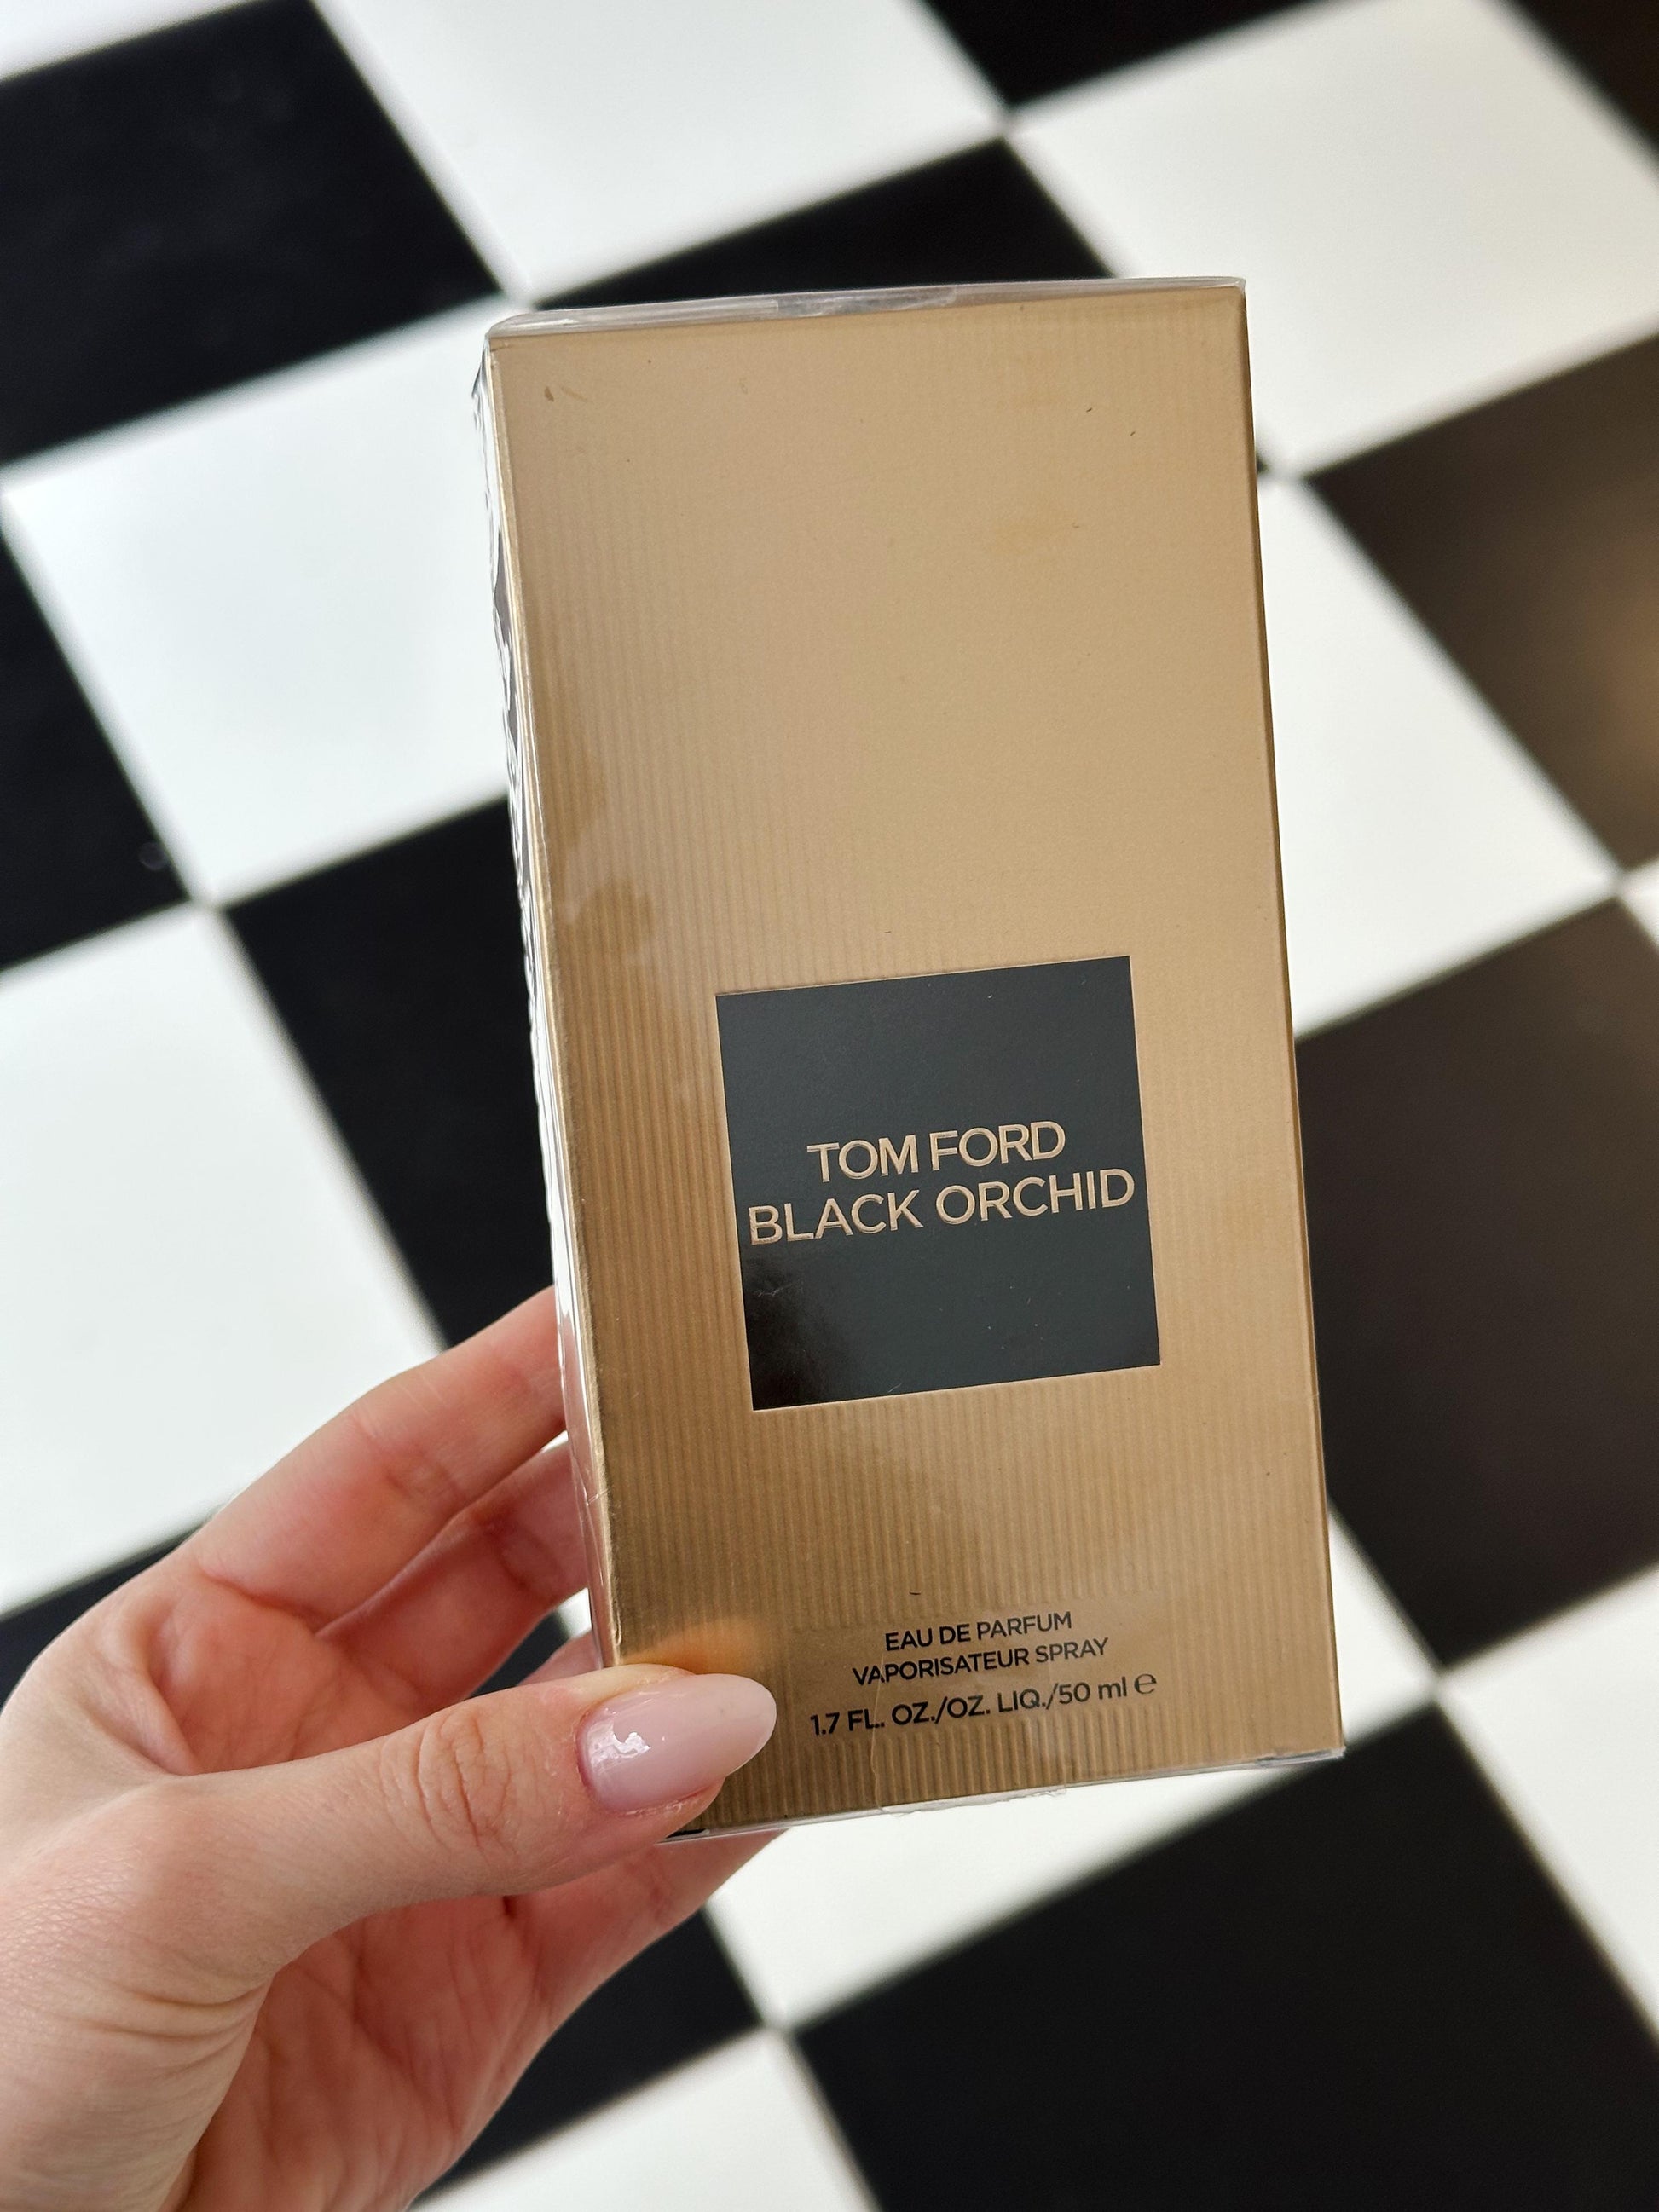 TOM FORD
BLACK ORCHID
EAU DE PARFUM
VAPORISATEUR SPRAY
1.7 FL. OZ./OZ. LIQ./50 ml ℮